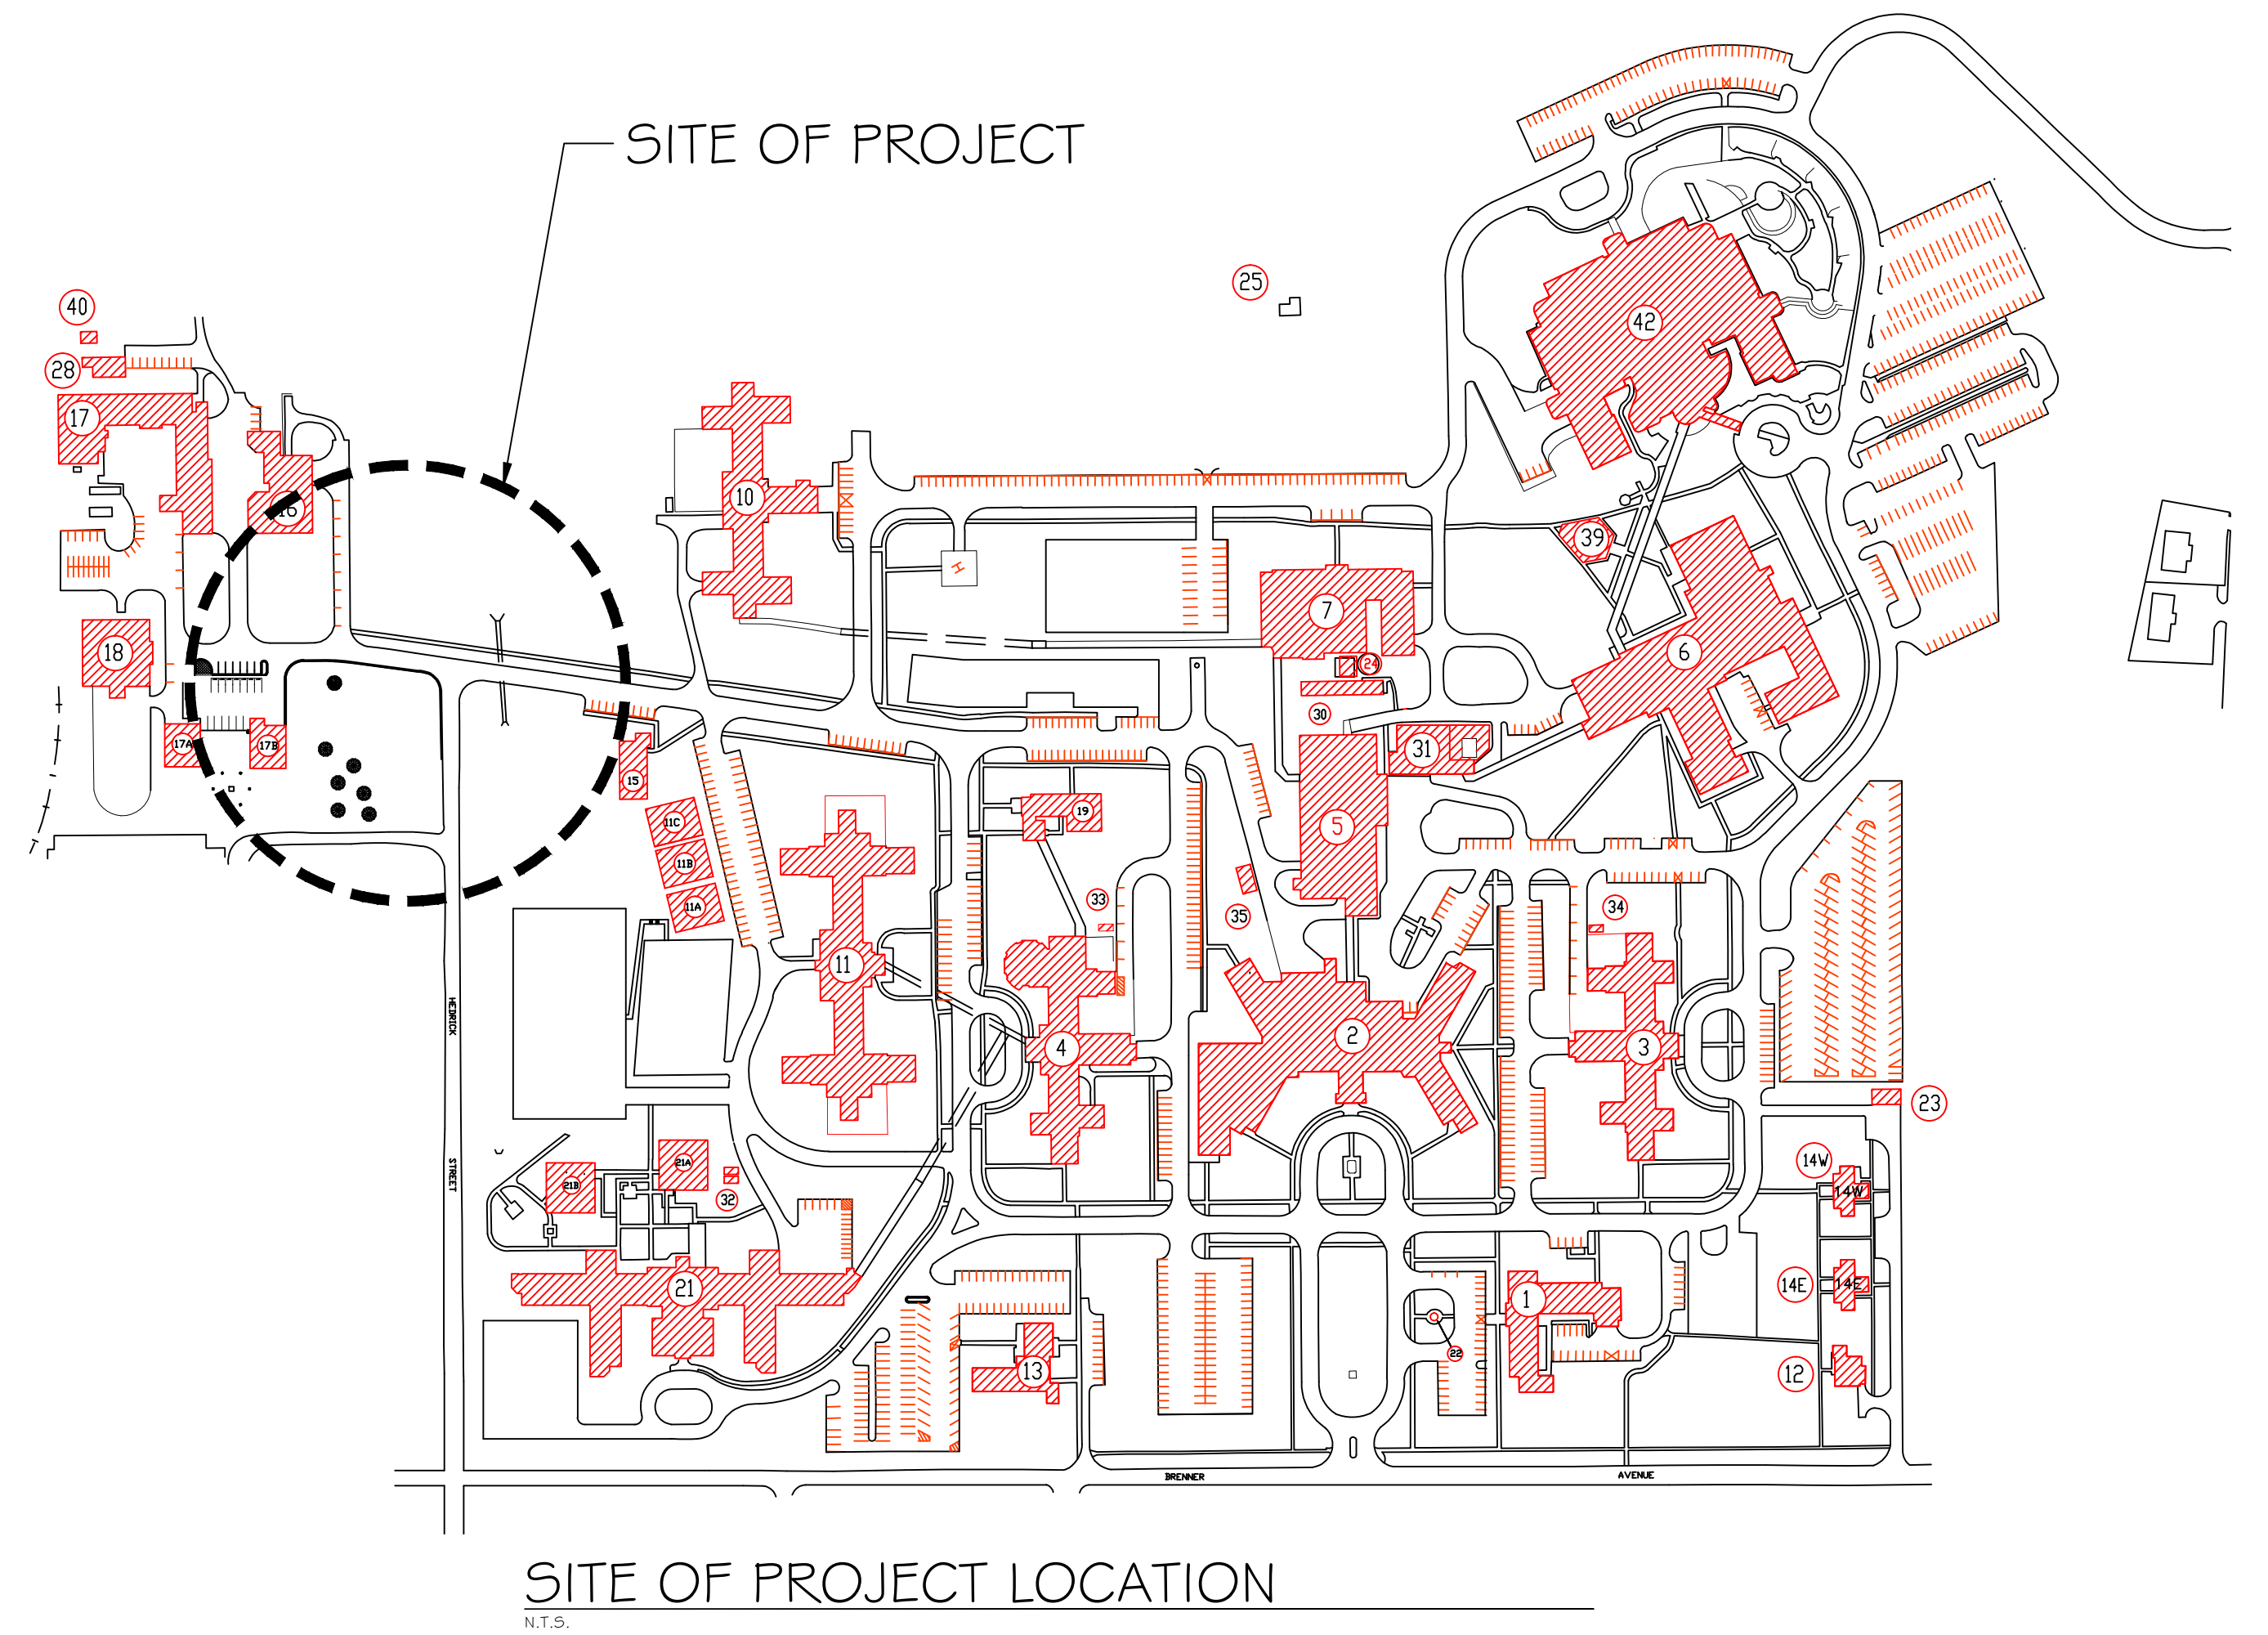 SITE OF PROJECT
25
40
42
28
17
10
16
39
7
6
18
24
30
17A
17B
31
15
19
11C
5
11B
33
34
11A
35
11
2
4
3
HEDRICK
23
14W
21A
STREET
21B
14W
32
14E
14E
21
1
22
13
12
BRENNER
AVENUE
SITE OF PROJECT LOCATION
N.T.S.
H